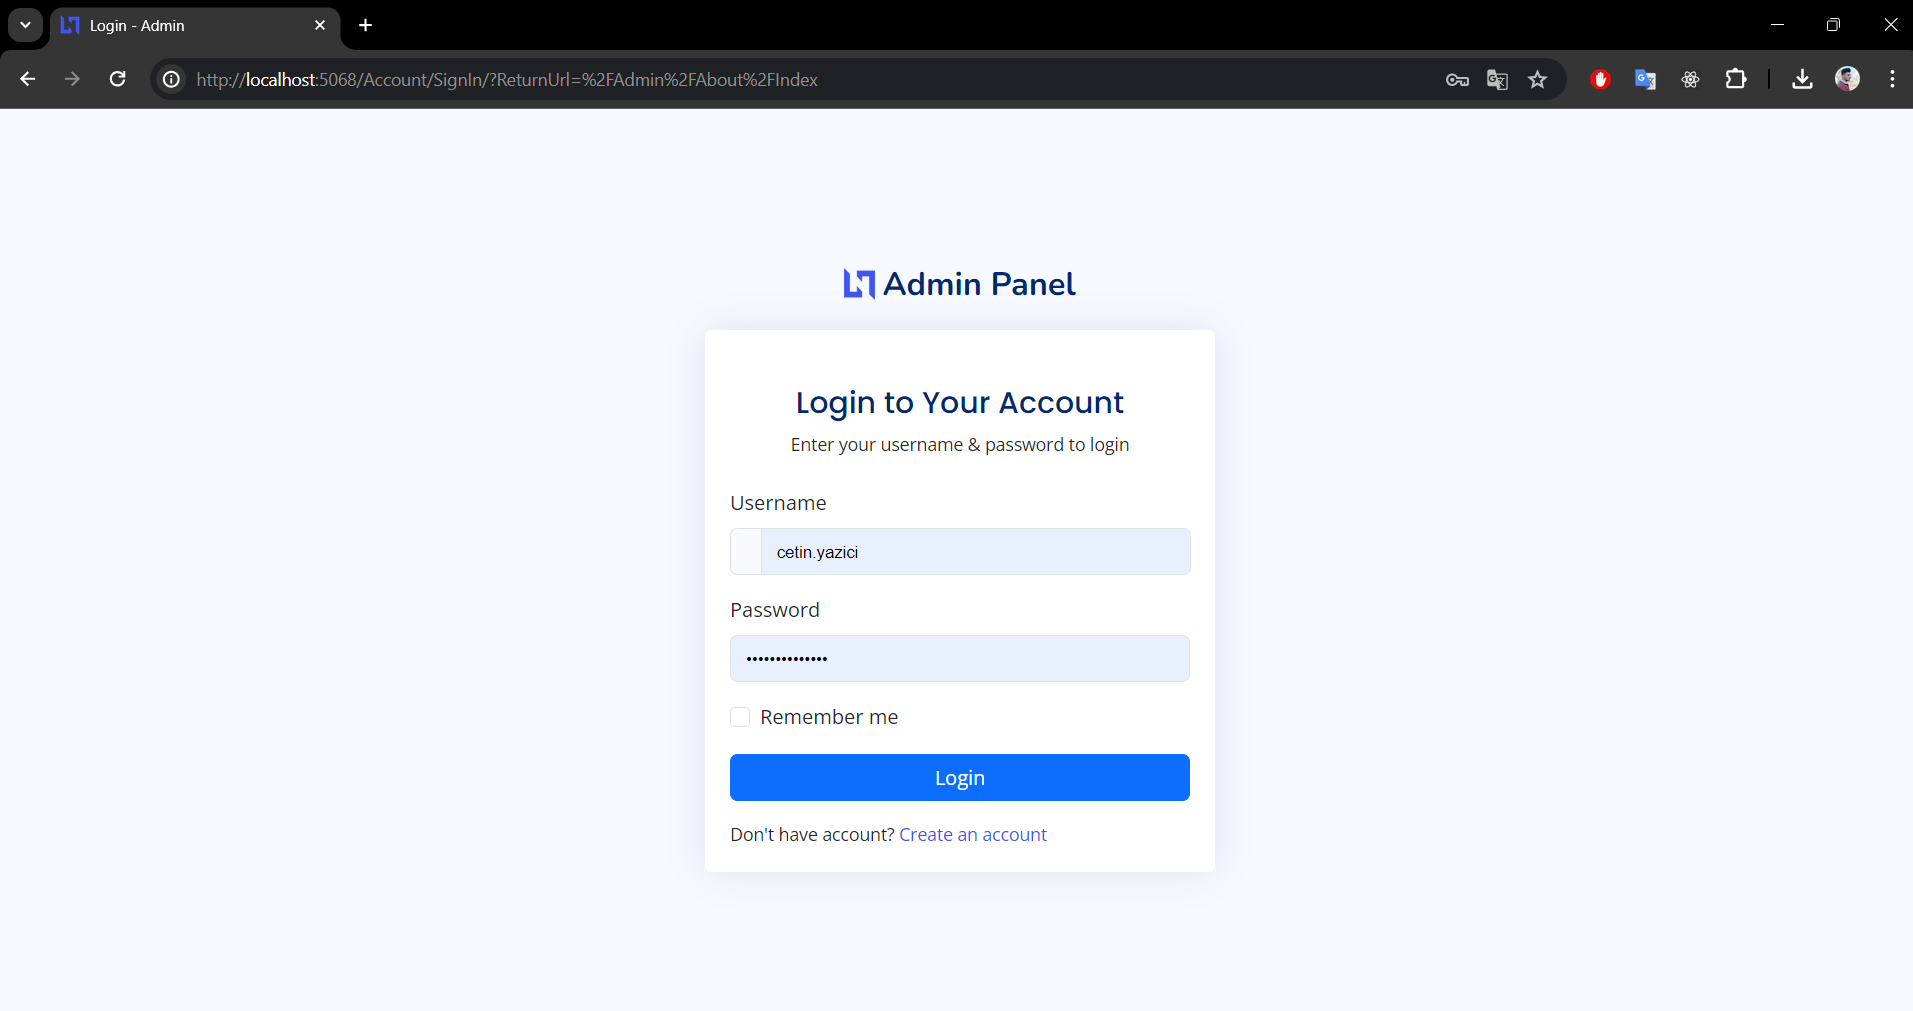 Login - Admin
http://localhost:5068/Account/SignIn/?ReturnUrl=%2FAdmin%2FAbout%2FIndex
Admin Panel
Login to Your Account
Enter your username & password to login
Username
cetin.yazici
Password
••••••••••••••
Remember me
Login
Don't have account? Create an account